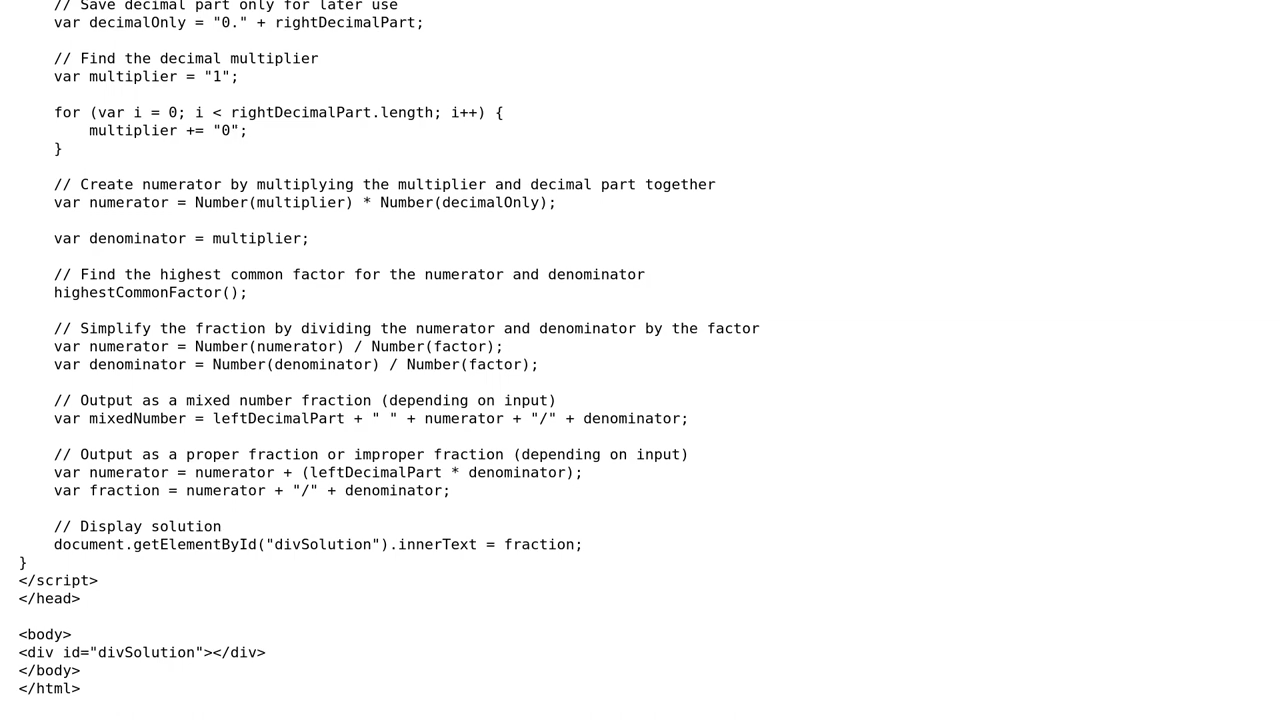 // Save decimal part only for later use
var decimalOnly = "0." + rightDecimalPart;
// Find the decimal multiplier
var multiplier = "1";
for (var i = 0; i < rightDecimalPart.length; i++) {
multiplier += "0";
}
// Create numerator by multiplying the multiplier and decimal part together
var numerator = Number(multiplier) * Number(decimalOnly);
var denominator = multiplier;
// Find the highest common factor for the numerator and denominator
highestCommonFactor();
// Simplify the fraction by dividing the numerator and denominator by the factor
var numerator = Number(numerator) / Number(factor);
var denominator = Number(denominator) / Number(factor);
// Output as a mixed number fraction (depending on input)
var mixedNumber = leftDecimalPart + " " + numerator + "/" + denominator;
// Output as a proper fraction or improper fraction (depending on input)
var numerator = numerator + (leftDecimalPart * denominator);
var fraction = numerator + "/" + denominator;
// Display solution
document.getElementById("divSolution").innerText = fraction;
}
</script>
</head>
<body>
<div id="divSolution"></div>
</body>
</html>